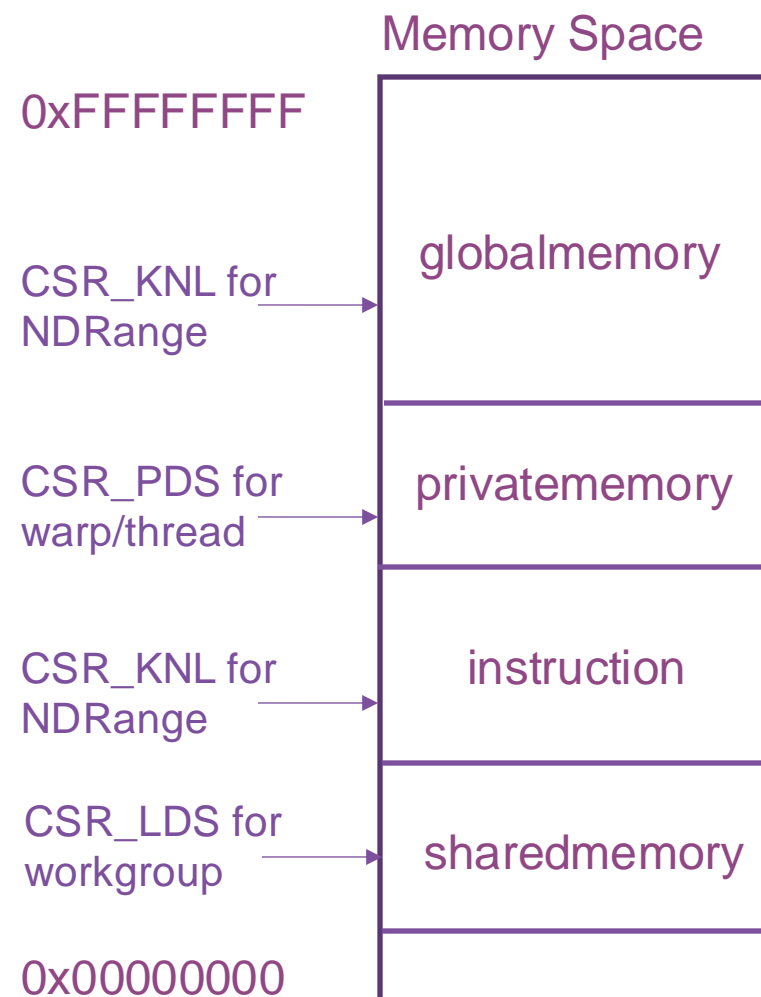 Memory Space
0xFFFFFFFF
globalmemory
CSR_KNL for
NDRange
CSR_PDS for
warp/thread
privatememory
CSR_KNL for
NDRange
instruction
CSR_LDS for
workgroup
sharedmemory
0x00000000